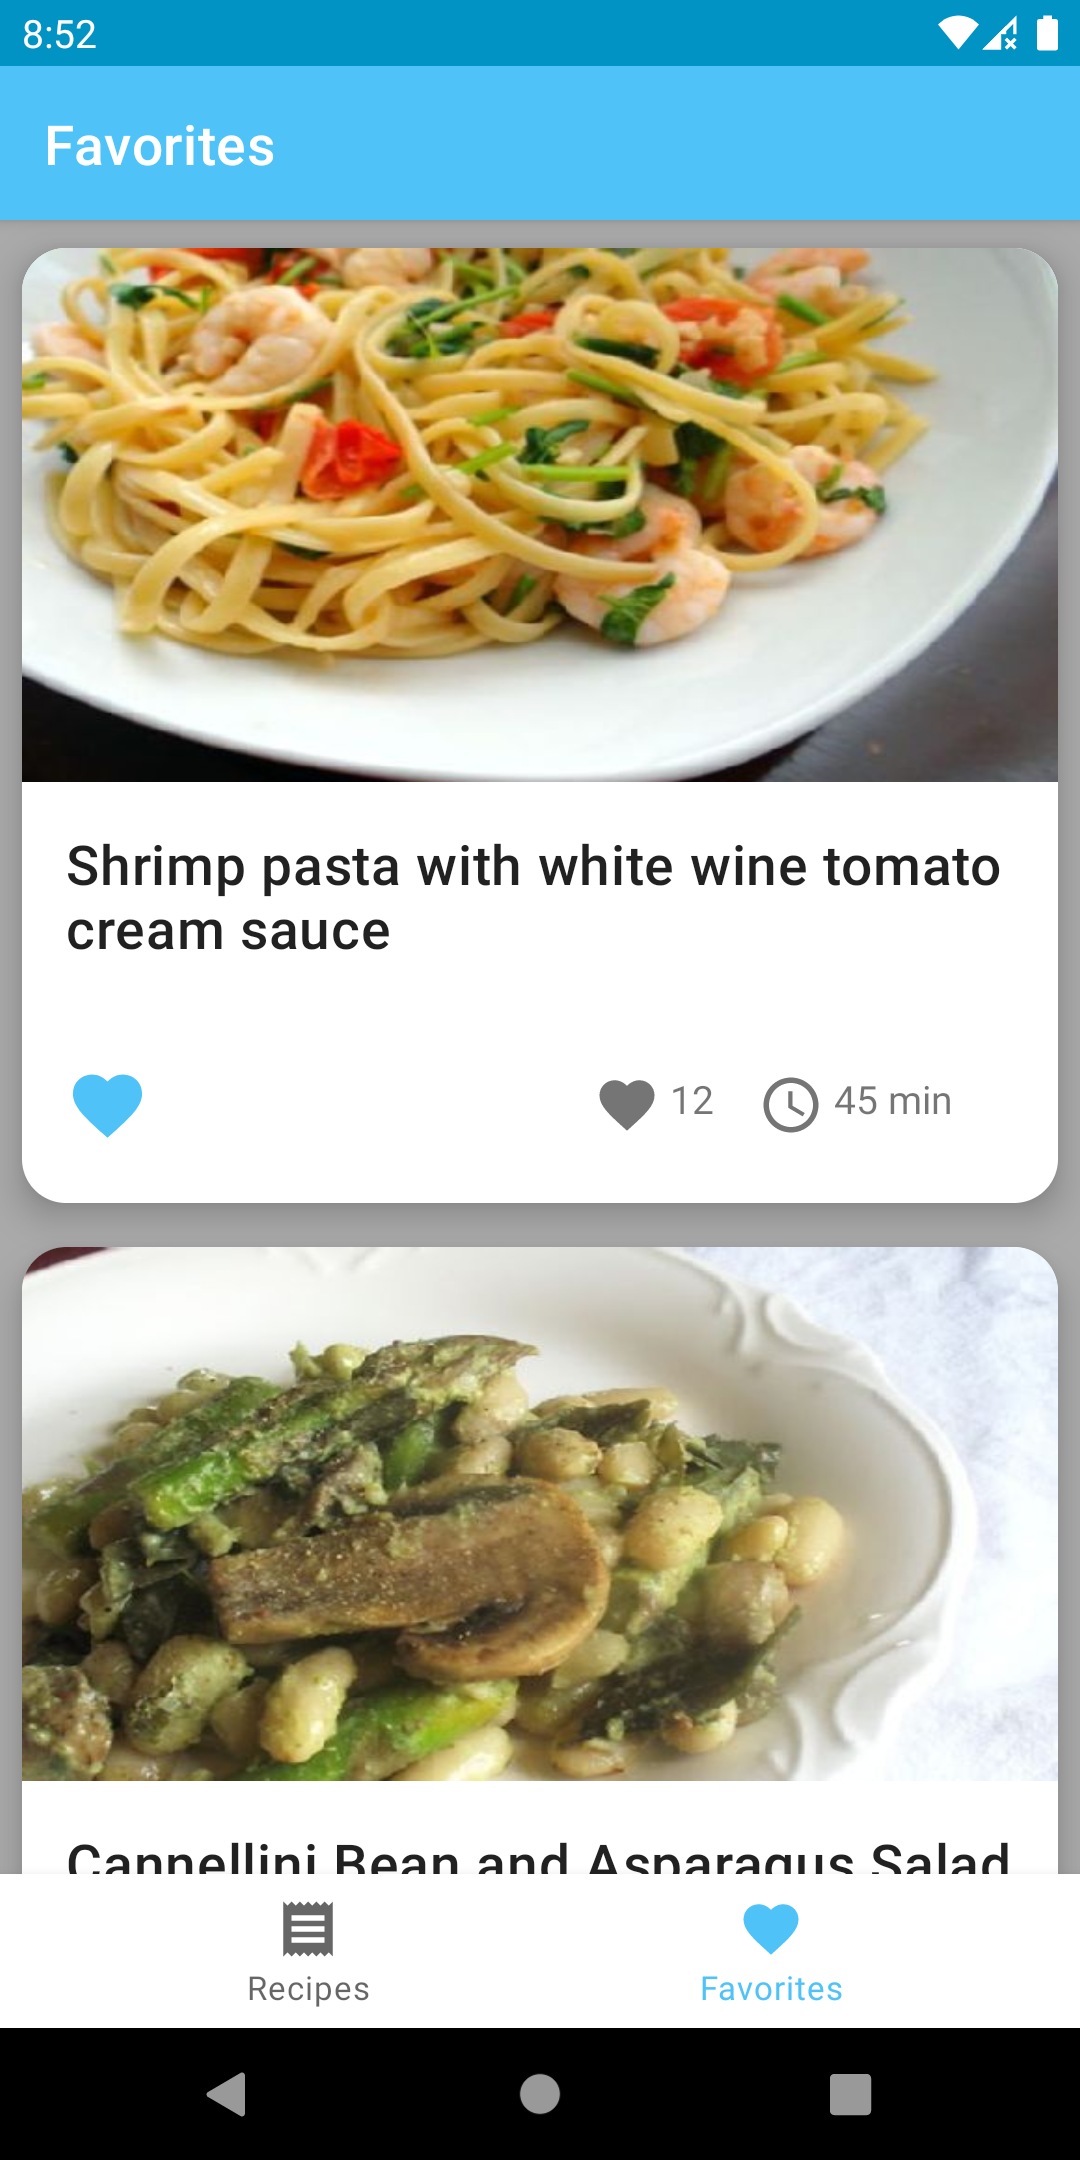 8:52
Favorites
Shrimp pasta with white wine tomato
cream sauce
12
45 min
Cannellini Bean and Asparagus Salad
Recipes
Favorites